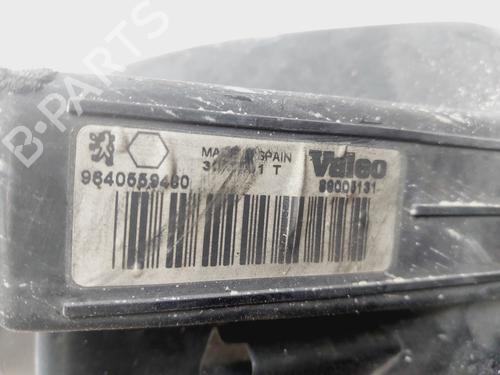 B-PARTS
MADE IN SPAIN
Valeo
9640559480
T
89005131